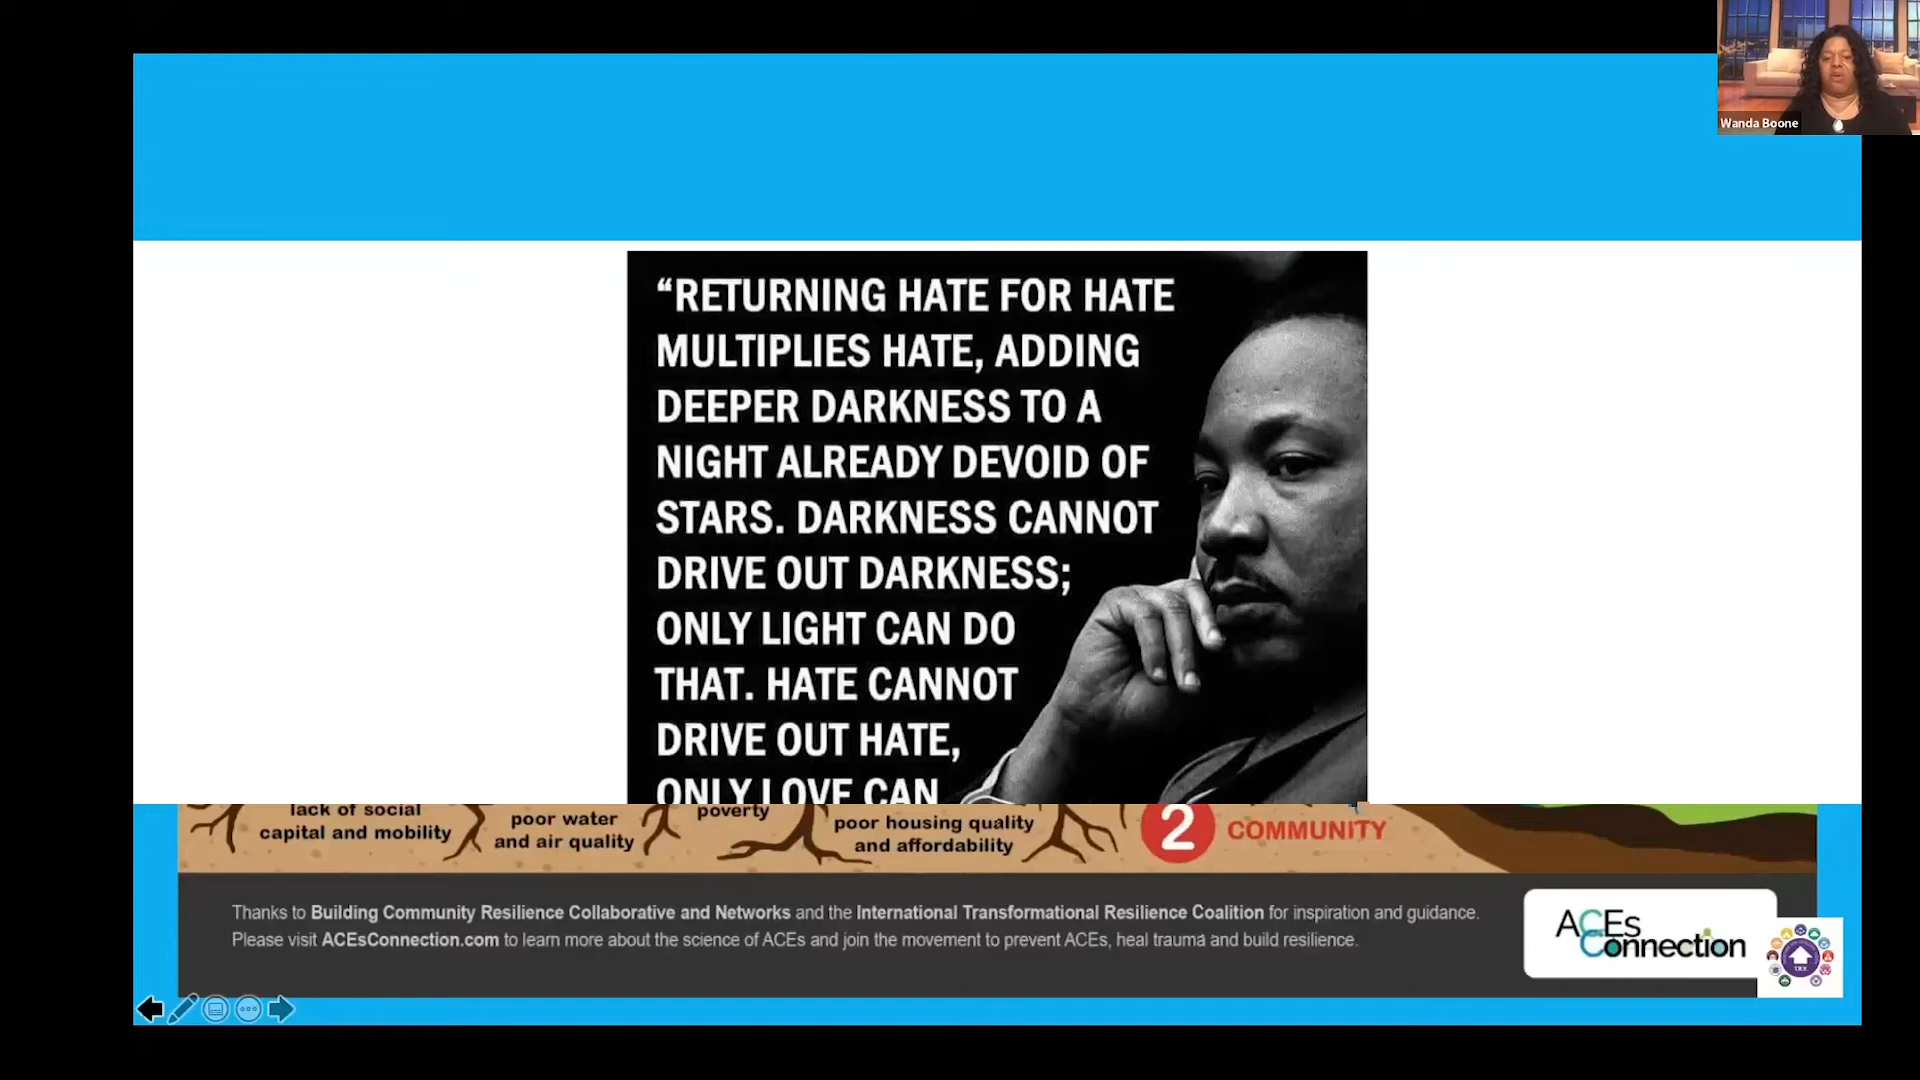 Wanda Boone
“RETURNING HATE FOR HATE
MULTIPLIES HATE, ADDING
DEEPER DARKNESS TO A
NIGHT ALREADY DEVOID OF
STARS. DARKNESS CANNOT
DRIVE OUT DARKNESS;
ONLY LIGHT CAN DO
THAT. HATE CANNOT
DRIVE OUT HATE,
ONLY LOVE CAN
lack of social
capital and mobility
poor water
and air quality
poverty
poor housing quality
and affordability
2
COMMUNITY
Thanks to Building Community Resilience Collaborative and Networks and the International Transformational Resilience Coalition for inspiration and guidance.
Please visit ACEsConnection.com to learn more about the science of ACEs and join the movement to prevent ACEs, heal trauma and build resilience.
ACEs
Connection